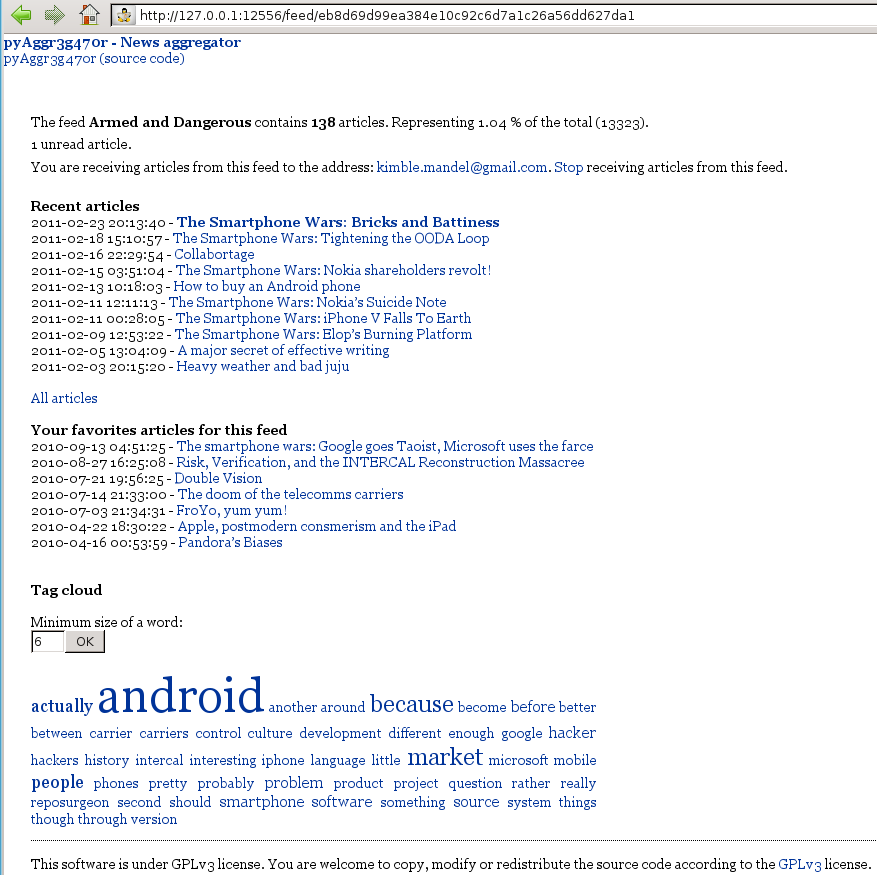 http://127.0.0.1:12556/feed/eb8d69d99ea384e10c92c6d7a1c26a56dd627da1
pyAggr3g470r - News aggregator
pyAggr3g470r (source code)
The feed Armed and Dangerous contains 138 articles. Representing 1.04 % of the total (13323).
1 unread article.
You are receiving articles from this feed to the address: kimble.mandel@gmail.com. Stop receiving articles from this feed.
Recent articles
2011-02-23 20:13:40 - The Smartphone Wars: Bricks and Battiness
2011-02-18 15:10:57 - The Smartphone Wars: Tightening the OODA Loop
2011-02-16 22:29:54 - Collabortage
2011-02-15 03:51:04 - The Smartphone Wars: Nokia shareholders revolt!
2011-02-13 10:18:03 - How to buy an Android phone
2011-02-11 12:11:13 - The Smartphone Wars: Nokia's Suicide Note
2011-02-11 00:28:05 - The Smartphone Wars: iPhone V Falls To Earth
2011-02-09 12:53:22 - The Smartphone Wars: Elop's Burning Platform
2011-02-05 13:04:09 - A major secret of effective writing
2011-02-03 20:15:20 - Heavy weather and bad juju
All articles
Your favorites articles for this feed
2010-09-13 04:51:25 - The smartphone wars: Google goes Taoist, Microsoft uses the farce
2010-08-27 16:25:08 - Risk, Verification, and the INTERCAL Reconstruction Massacree
2010-07-21 19:56:25 - Double Vision
2010-07-14 21:33:00 - The doom of the telecomms carriers
2010-07-03 21:34:31 - FroYo, yum yum!
2010-04-22 18:30:22 - Apple, postmodern consmerism and the iPad
2010-04-16 00:53:59 - Pandora's Biases
Tag cloud
Minimum size of a word:
6 OK
actually android another around because become before better
between carrier carriers control culture development different enough google hacker
hackers history intercal interesting iphone language little market microsoft mobile
people phones pretty probably problem product project question rather really
reposurgeon second should smartphone software something source system things
though through version
This software is under GPLv3 license. You are welcome to copy, modify or redistribute the source code according to the GPLv3 license.